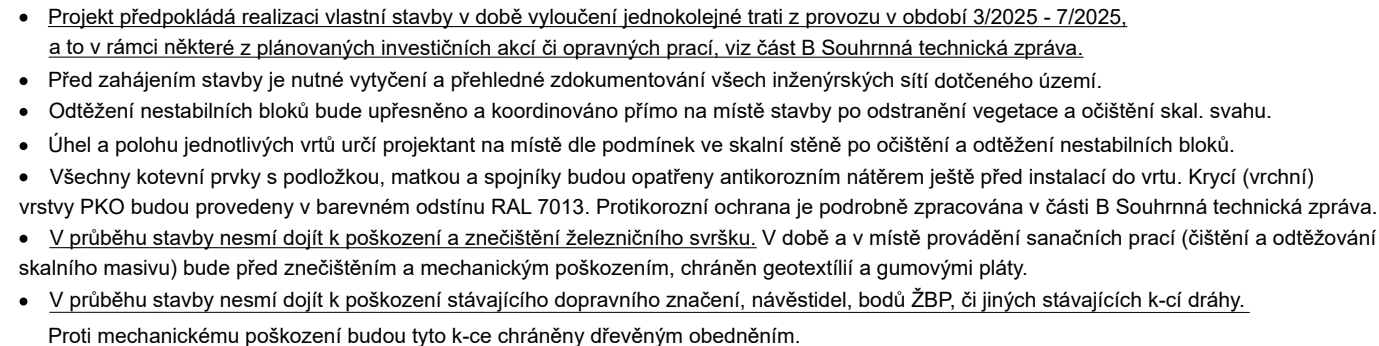 • Projekt předpokládá realizaci vlastní stavby v době vyloučení jednokolejné trati z provozu v období 3/2025 - 7/2025,
a to v rámci některé z plánovaných investičních akcí či opravných prací, viz část B Souhrnná technická zpráva.
• Před zahájením stavby je nutné vytyčení a přehledné zdokumentování všech inženýrských sítí dotčeného území.
• Odtěžení nestabilních bloků bude upřesněno a koordinováno přímo na místě stavby po odstranění vegetace a očištění skal. svahu.
• Úhel a polohu jednotlivých vrtů určí projektant na místě dle podmínek ve skalní stěně po očištění a odtěžení nestabilních bloků.
• Všechny kotevní prvky s podložkou, matkou a spojníky budou opatřeny antikorozním nátěrem ještě před instalací do vrtu. Krycí (vrchní)
vrstvy PKO budou provedeny v barevném odstínu RAL 7013. Protikorozní ochrana je podrobně zpracována v části B Souhrnná technická zpráva.
• V průběhu stavby nesmí dojít k poškození a znečištění železničního svršku. V době a v místě provádění sanačních prací (čištění a odtěžování
skalního masivu) bude před znečištěním a mechanickým poškozením, chráněn geotextílií a gumovými pláty.
• V průběhu stavby nesmí dojít k poškození stávajícího dopravního značení, návěstidel, bodů ŽBP, či jiných stávajících k-cí dráhy.
Proti mechanickému poškození budou tyto k-ce chráněny dřevěným obedněním.